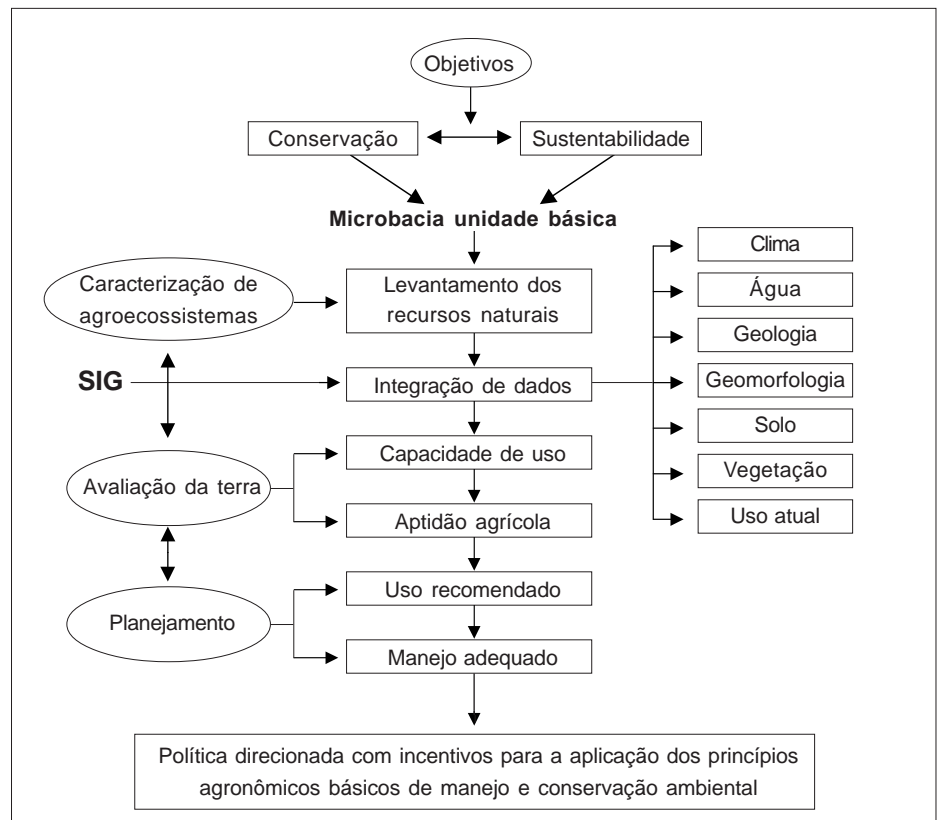 Objetivos
Conservação
Sustentabilidade
Microbacia unidade básica
Caracterização de
agroecossistemas
Levantamento dos
recursos naturais
SIG
Integração de dados
Clima
Água
Geologia
Geomorfologia
Solo
Vegetação
Uso atual
Avaliação da terra
Capacidade de uso
Aptidão agrícola
Planejamento
Uso recomendado
Manejo adequado
Política direcionada com incentivos para a aplicação dos princípios
agronômicos básicos de manejo e conservação ambiental